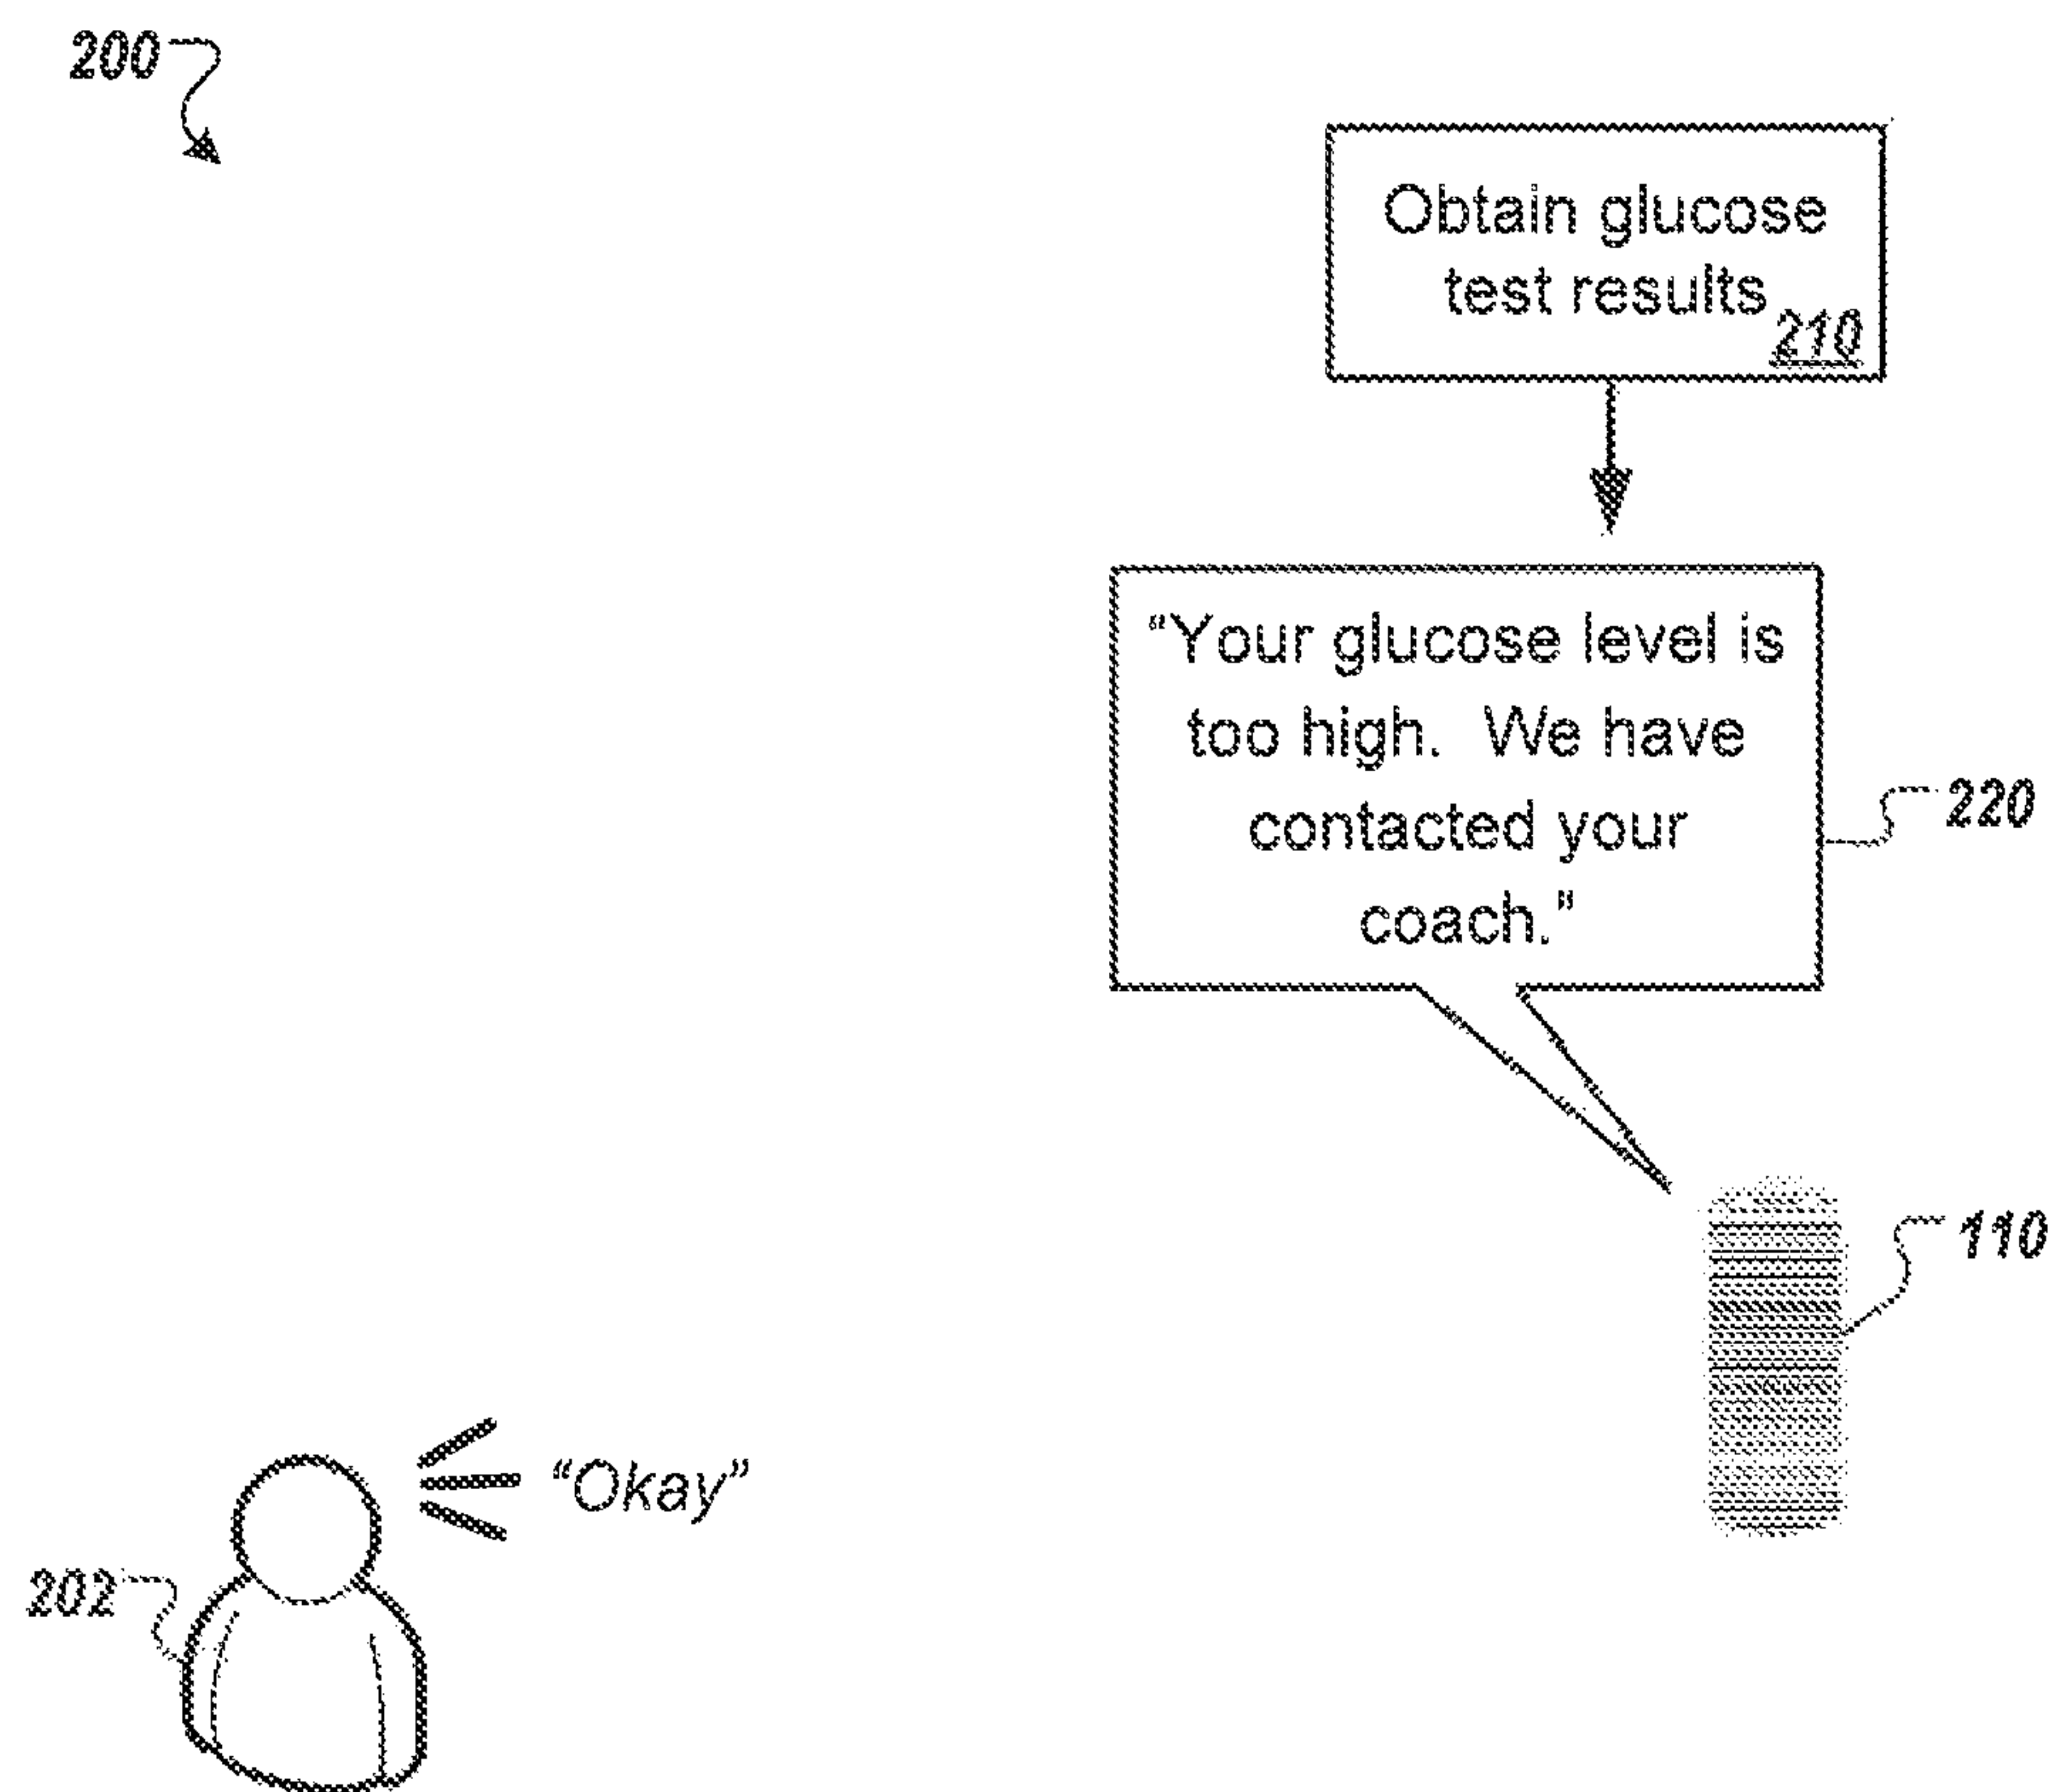 200
Obtain glucose
test results
210
“Your glucose level is
too high.  We have
contacted your
coach.”
220
110
“Okay”
202